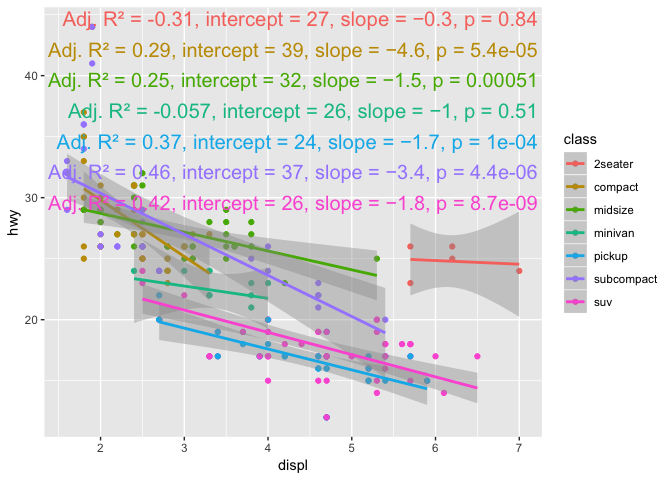 Adj. R² = -0.31, intercept = 27, slope = −0.3, p = 0.84
Adj. R² = 0.29, intercept = 39, slope = −4.6, p = 5.4e-05
Adj. R² = 0.25, intercept = 32, slope = −1.5, p = 0.00051
Adj. R² = -0.057, intercept = 26, slope = −1, p = 0.51
Adj. R² = 0.37, intercept = 24, slope = −1.7, p = 1e-04
Adj. R² = 0.46, intercept = 37, slope = −3.4, p = 4.4e-06
Adj. R² = 0.42, intercept = 26, slope = −1.8, p = 8.7e-09
40
30
20
hwy
2 3 4 5 6 7
displ
class
2seater
compact
midsize
minivan
pickup
subcompact
suv